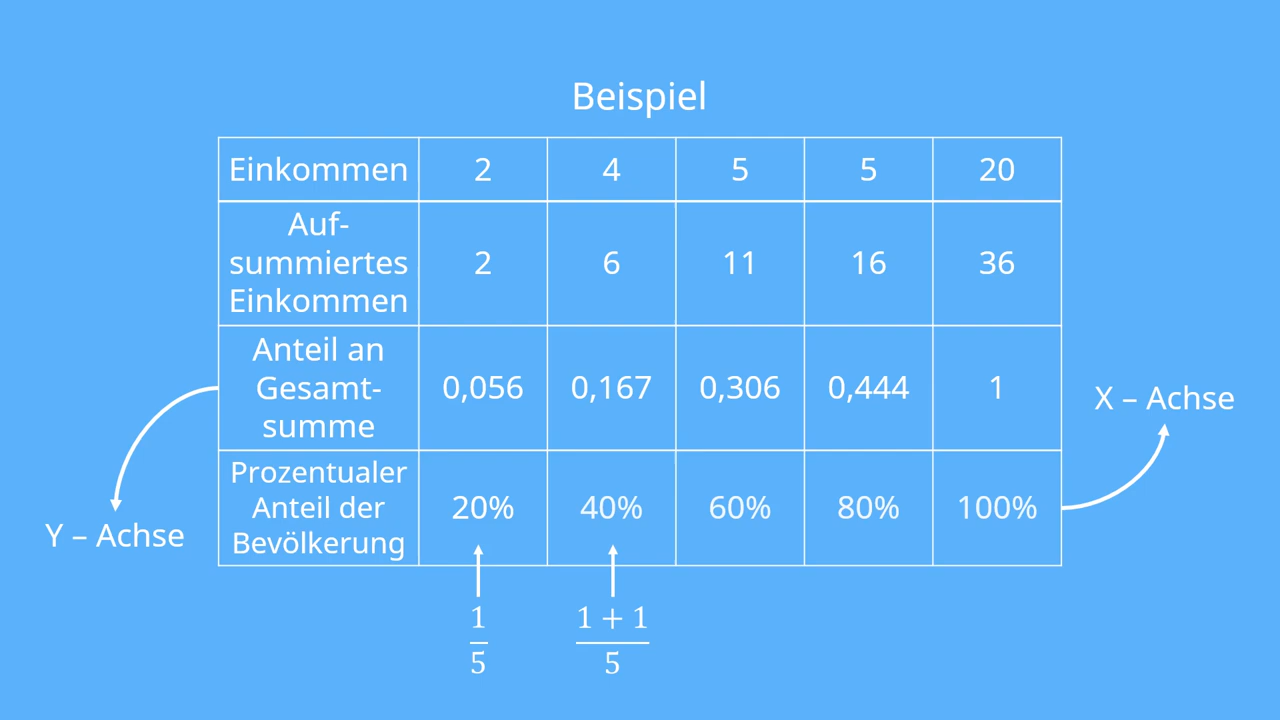 Beispiel
Einkommen 2 4 5 5 20
Auf-
summiertes
Einkommen
2 6 11 16 36
Anteil an
Gesamt-
summe
0,056 0,167 0,306 0,444 1
X – Achse
Prozentualer
Anteil der
Bevölkerung
20% 40% 60% 80% 100%
Y – Achse
1
5
1 + 1
5